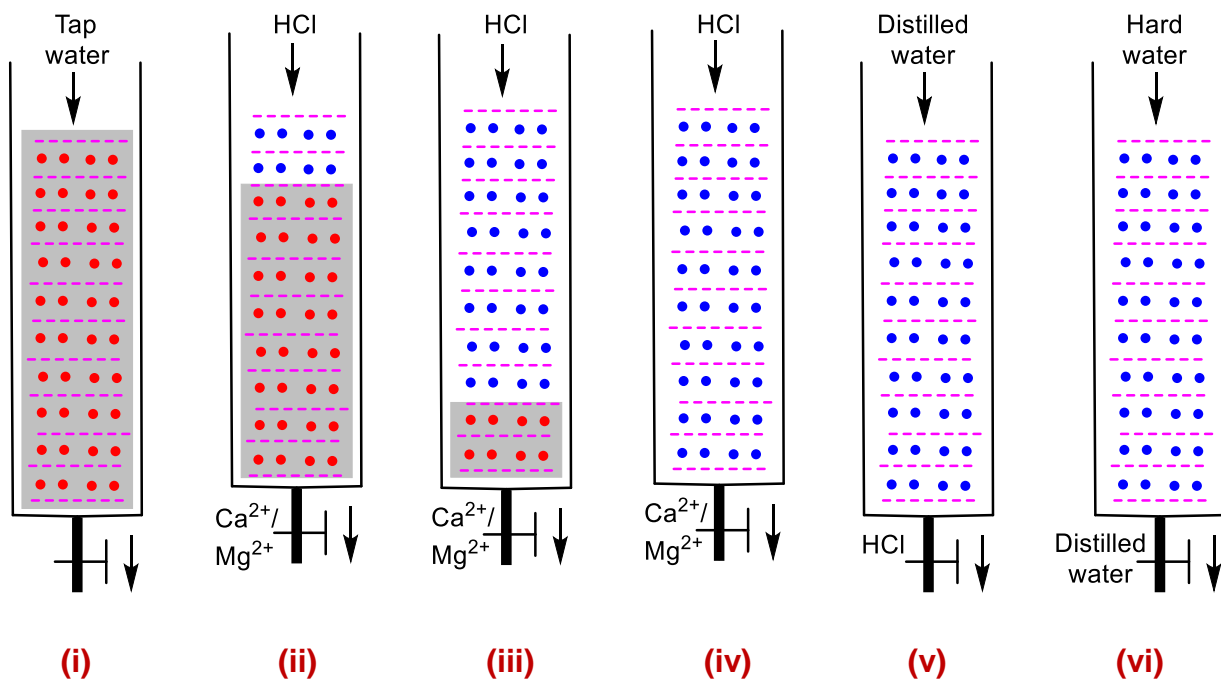 Tap
water
HCl
HCl
HCl
Distilled
water
Hard
water
Ca²⁺/
Mg²⁺
Ca²⁺/
Mg²⁺
Ca²⁺/
Mg²⁺
HCl
Distilled
water
(i)
(ii)
(iii)
(iv)
(v)
(vi)